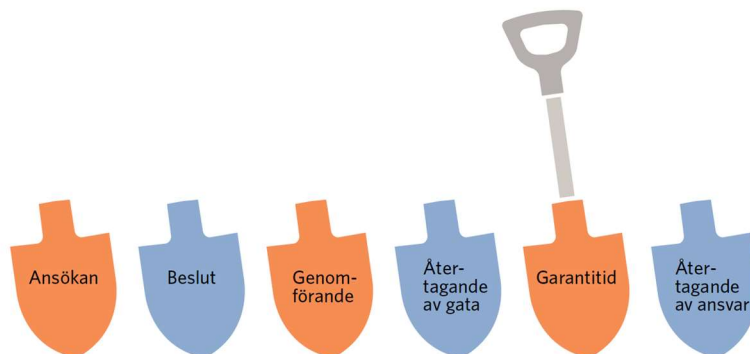 Ansökan
Beslut
Genom-
förande
Åter-
tagande
av gata
Garantitid
Åter-
tagande
av ansvar